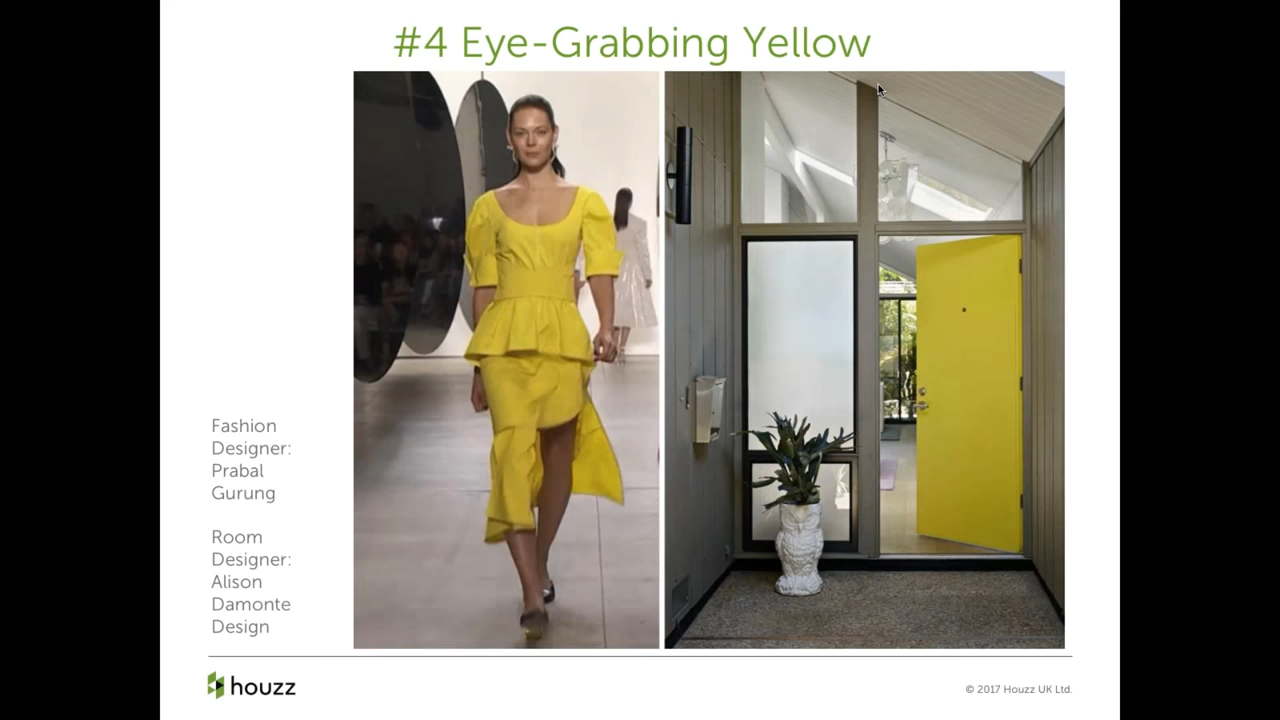 #4 Eye-Grabbing Yellow
Fashion
Designer:
Prabal
Gurung
Room
Designer:
Alison
Damonte
Design
houzz
© 2017 Houzz UK Ltd.